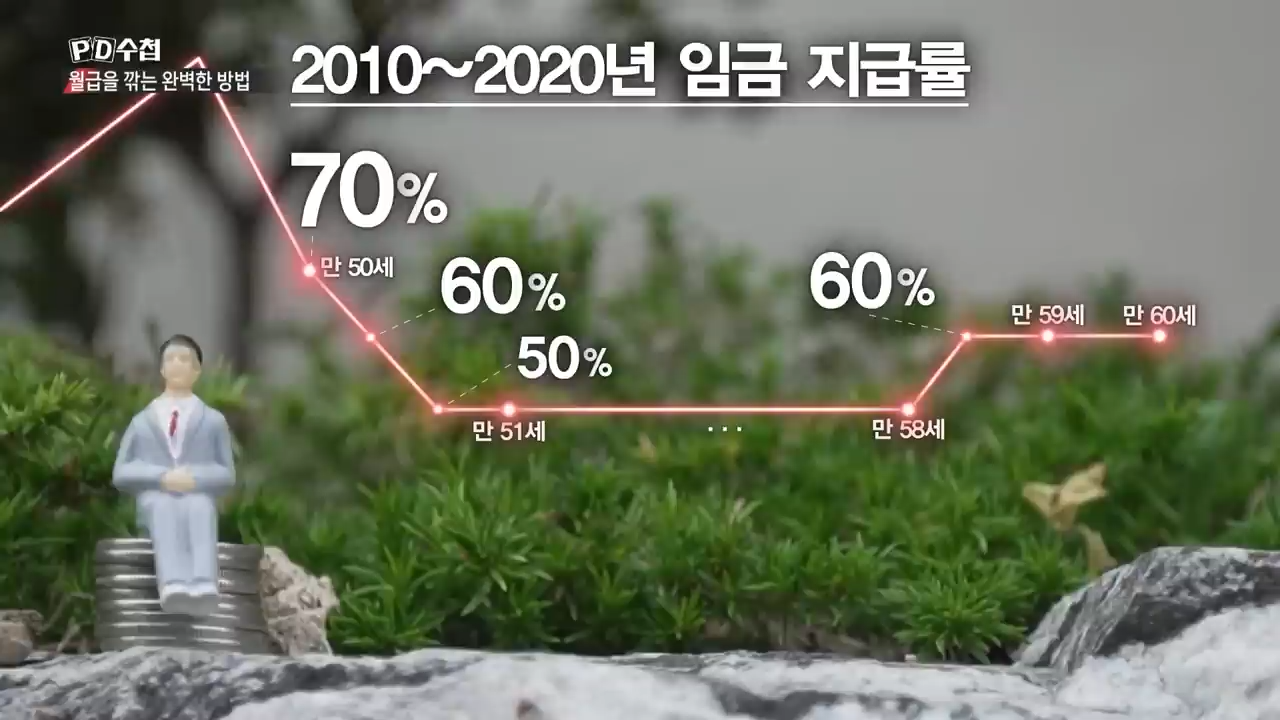 PD수첩
월급을 깎는 완벽한 방법
2010~2020년 임금 지급률
70%
만 50세
60%
50%
만 51세
...
만 58세
60%
만 59세
만 60세